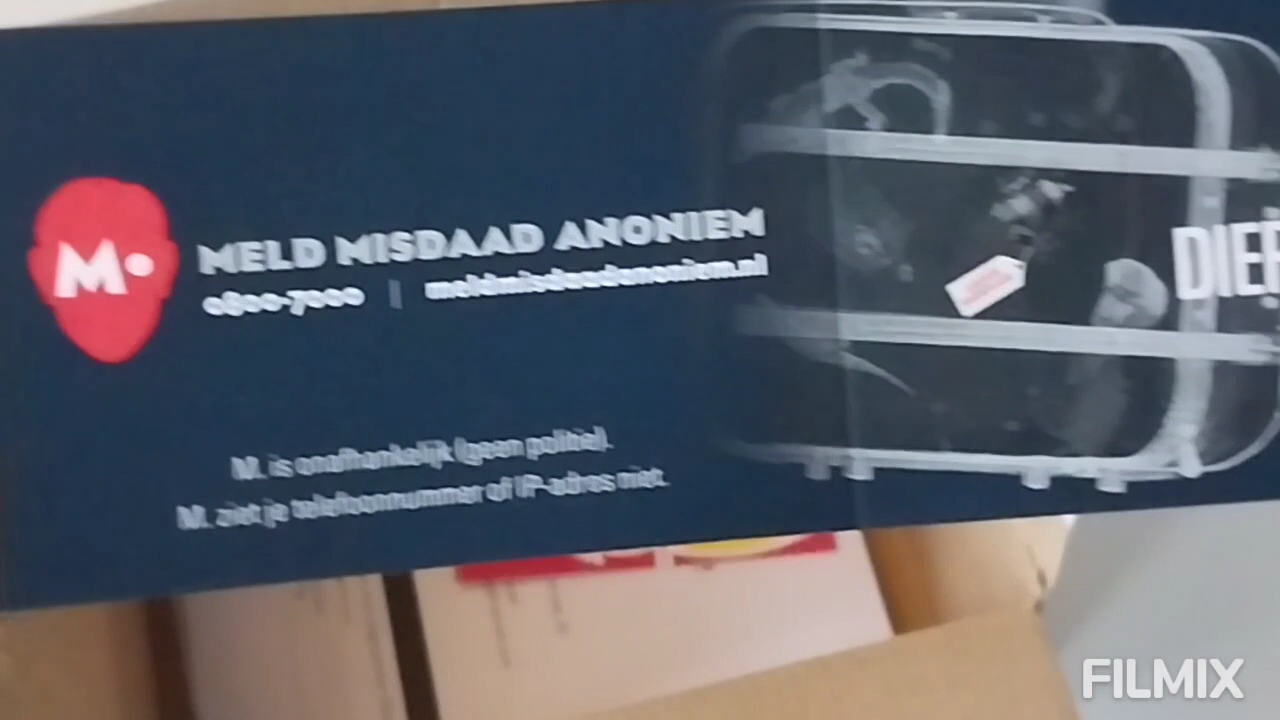 M.
MELD MISDAAD ANONIEM
0800-7000 | meldmisdaadanoniem.nl
M. is onafhankelijk (geen politie).
M. ziet je telefoonnummer of IP-adres niet.
DIER
FILMIX